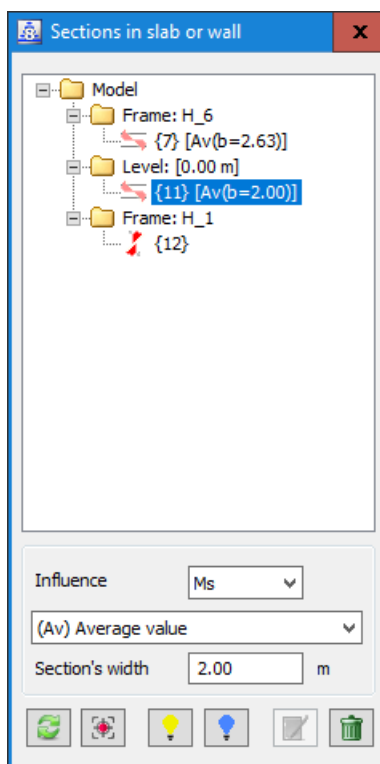 Sections in slab or wall
Model
Frame: H_6
{7} [Av(b=2.63)]
Level: [0.00 m]
{11} [Av(b=2.00)]
Frame: H_1
{12}
Influence Ms
(Av) Average value
Section's width 2.00 m